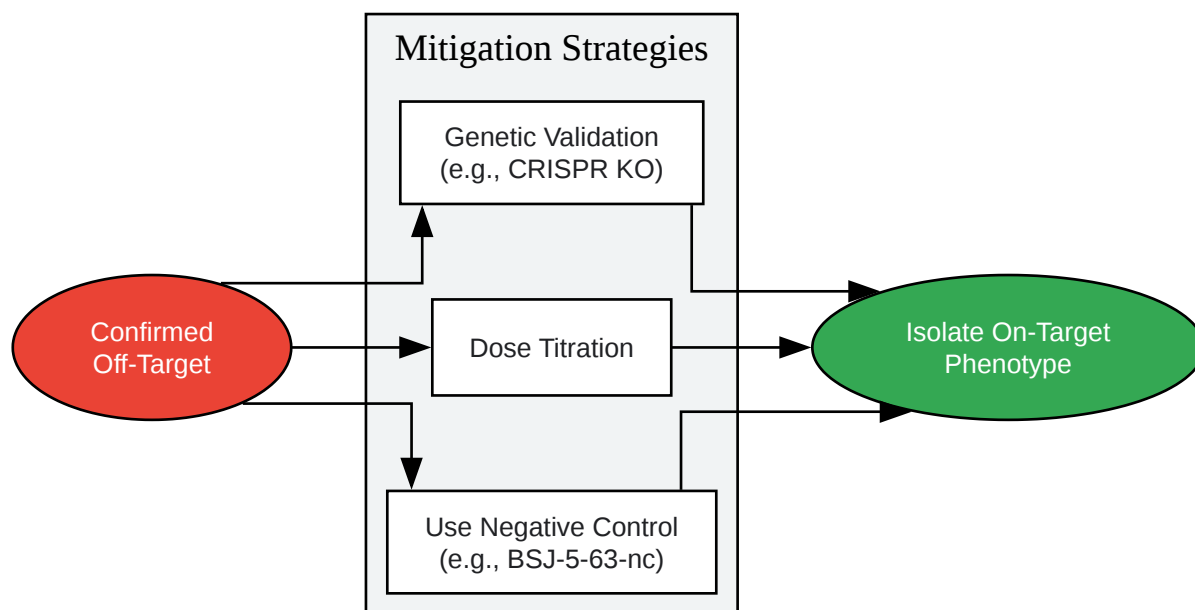 Mitigation Strategies
Genetic Validation
(e.g., CRISPR KO)
Confirmed
Off-Target
Dose Titration
Isolate On-Target
Phenotype
Use Negative Control
(e.g., BSJ-5-63-nc)